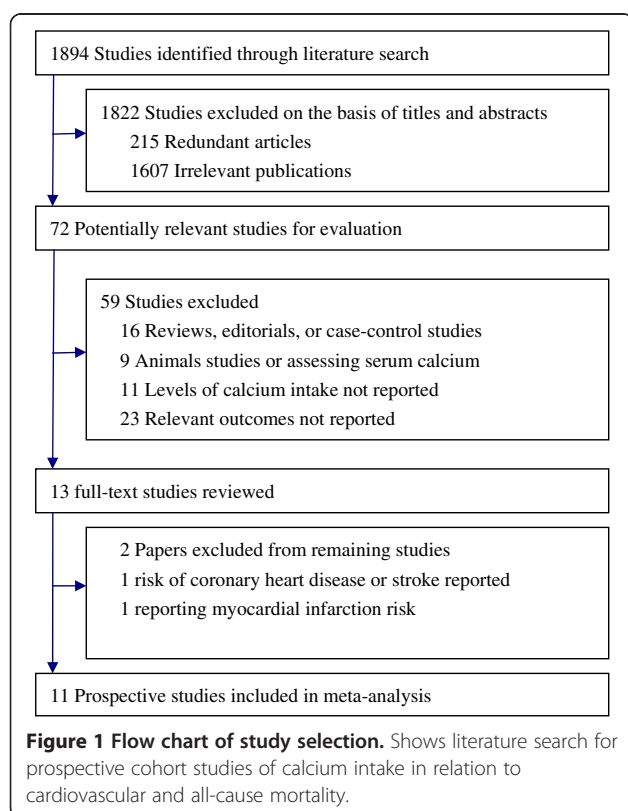 1894 Studies identified through literature search
1822 Studies excluded on the basis of titles and abstracts
215 Redundant articles
1607 Irrelevant publications
72 Potentially relevant studies for evaluation
59 Studies excluded
16 Reviews, editorials, or case-control studies
9 Animals studies or assessing serum calcium
11 Levels of calcium intake not reported
23 Relevant outcomes not reported
13 full-text studies reviewed
2 Papers excluded from remaining studies
1 risk of coronary heart disease or stroke reported
1 reporting myocardial infarction risk
11 Prospective studies included in meta-analysis
Figure 1 Flow chart of study selection. Shows literature search for
prospective cohort studies of calcium intake in relation to
cardiovascular and all-cause mortality.